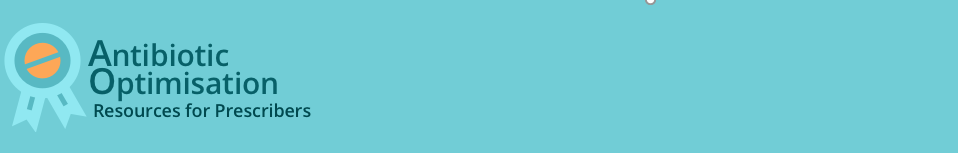 Antibiotic
Optimisation
Resources for Prescribers